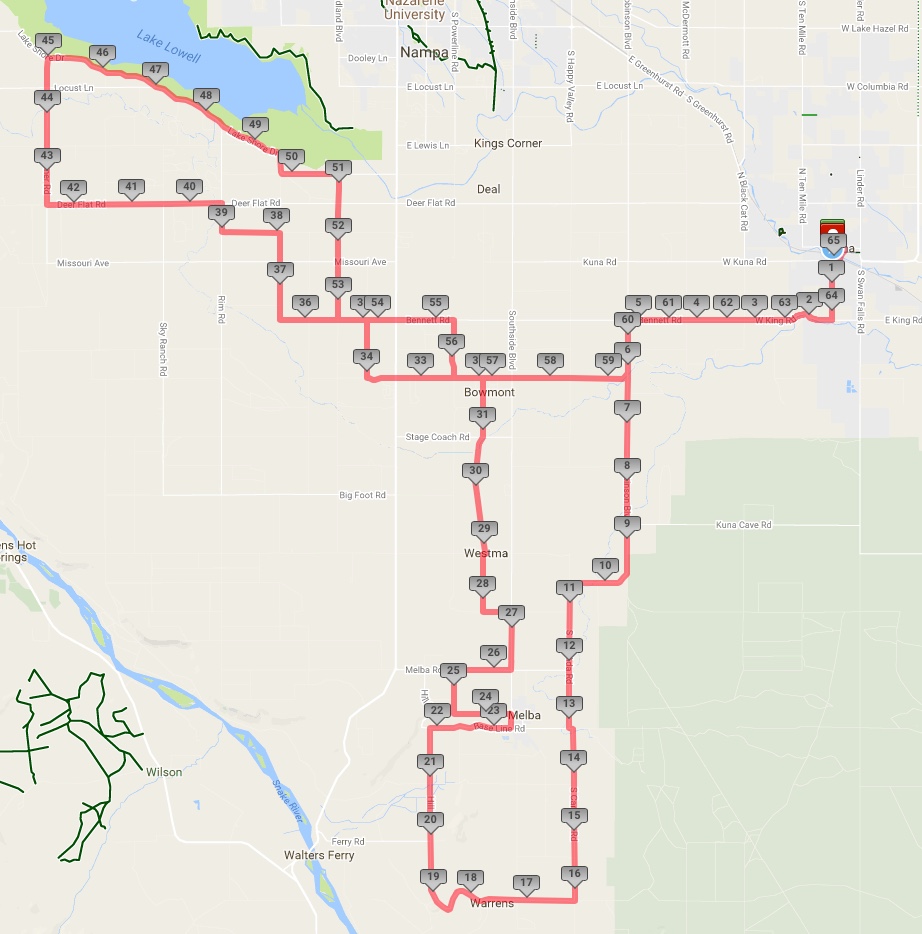 Nazarene
University
Nampa
Lake Lowell
Lake Shore Dr
Dooley Ln
E Locust Ln
E Locust Ln
Locust Ln
W Lake Hazel Rd
W Columbia Rd
S Powerline Rd
S Happy Valley Rd
McDermott Rd
S Ten Mile Rd
E Greenhurst Rd
S Greenhurst Rd
E Lewis Ln
Kings Corner
Lake Shore Dr
Deal
N Black Cat Rd
N Ten Mile Rd
Linder Rd
Deer Flat Rd
Deer Flat Rd
Deer Flat Rd
Missouri Ave
Missouri Ave
Kuna Rd
W Kuna Rd
S Swan Falls Rd
E King Rd
W King R
Bennett Rd
Rim Rd
Sky Ranch Rd
Southside Blvd
Bowmont
Stage Coach Rd
Big Foot Rd
Kuna Cave Rd
Westma
Melba Rd
Melba
Base Line Rd
Wilson
Snake River
Ferry Rd
Walters Ferry
Warrens
1
2
3
4
5
6
7
8
9
10
11
12
13
14
15
16
17
18
19
20
21
22
23
24
25
26
27
28
29
30
31
33
34
36
37
38
39
40
41
42
43
44
45
46
47
48
49
50
51
52
53
54
55
56
57
58
59
60
61
62
63
64
65